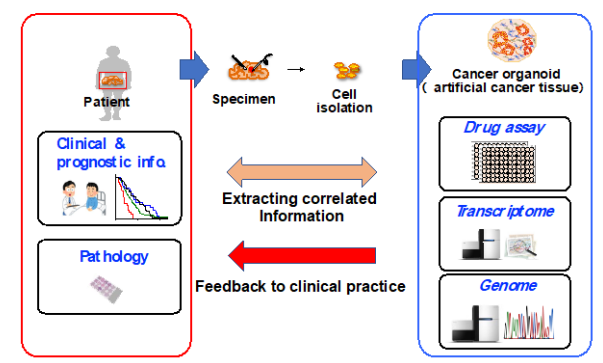 Patient
Clinical &
prognostic info.
Pathology
Specimen
Cell
isolation
Extracting correlated
Information
Feedback to clinical practice
Cancer organoid
( artificial cancer tissue)
Drug assay
Transcriptome
Genome